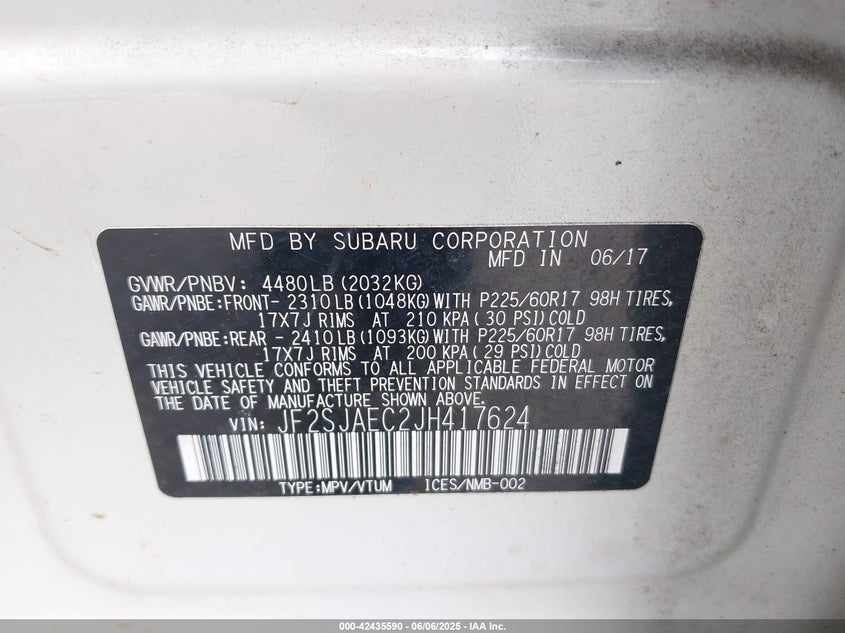 MFD BY SUBARU CORPORATION
MFD IN 06/17
GVWR/PNBV: 4480LB(2032KG)
GAWR/PNBE:FRONT- 2310LB(1048KG)WITH P225/60R17 98H TIRES,
17X7J RIMS AT 210 KPA(30 PSI)COLD
GAWR/PNBE:REAR - 2410LB(1093KG)WITH P225/60R17 98H TIRES,
17X7J RIMS AT 200 KPA(29 PSI)COLD
THIS VEHICLE CONFORMS TO ALL APPLICABLE FEDERAL MOTOR
VEHICLE SAFETY AND THEFT PREVENTION STANDARDS IN EFFECT ON
THE DATE OF MANUFACTURE SHOWN ABOVE.
VIN: JF2SJAEC2JH417624
TYPE:MPV/VTUM ICES/NMB-002
000-42435590 - 06/06/2025 - IAA Inc.